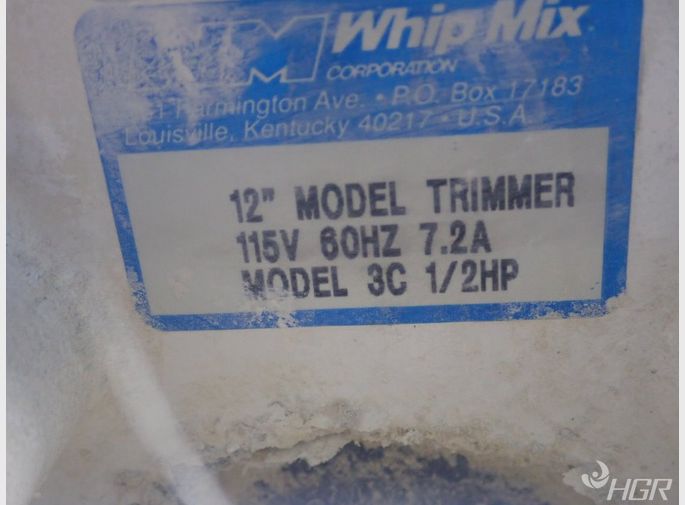 WM Whip Mix
CORPORATION
Farmington Ave. • P.O. Box 17183
Louisville, Kentucky 40217 • U.S.A.
12" MODEL TRIMMER
115V 60HZ 7.2A
MODEL 3C 1/2HP
HGR